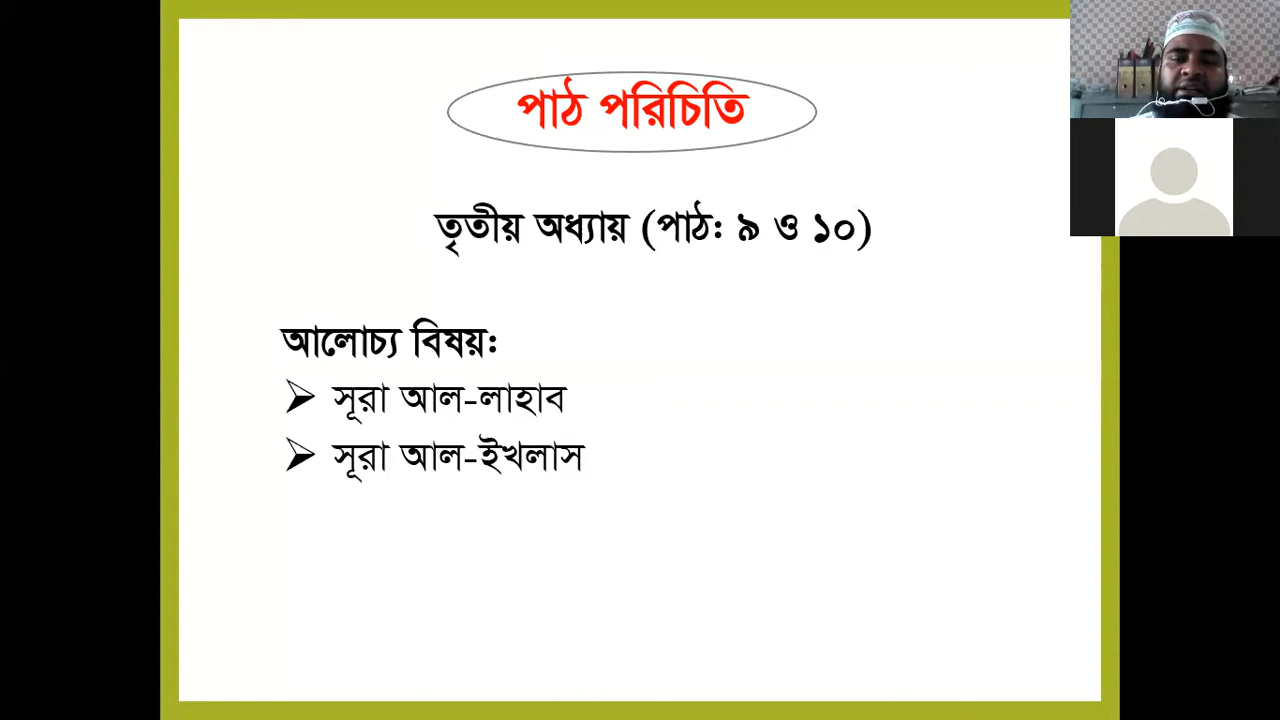 পাঠ পরিচিতি
তৃতীয় অধ্যায় (পাঠ: ৯ ও ১০)
আলোচ্য বিষয়:
➢ সূরা আল-লাহাব
➢ সূরা আল-ইখলাস